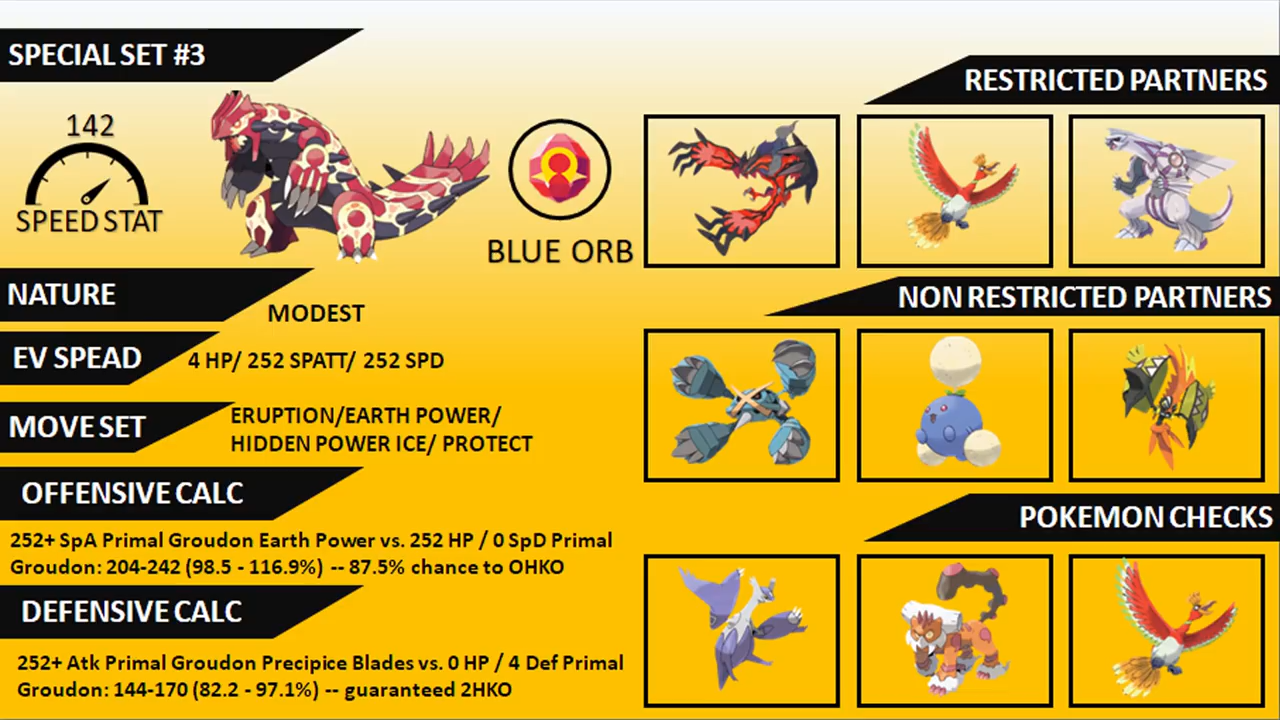 SPECIAL SET #3
142
SPEED STAT
BLUE ORB
NATURE
MODEST
EV SPEAD
4 HP/ 252 SPATT/ 252 SPD
MOVE SET
ERUPTION/EARTH POWER/
HIDDEN POWER ICE/ PROTECT
OFFENSIVE CALC
252+ SpA Primal Groudon Earth Power vs. 252 HP / 0 SpD Primal
Groudon: 204-242 (98.5 - 116.9%) -- 87.5% chance to OHKO
DEFENSIVE CALC
252+ Atk Primal Groudon Precipice Blades vs. 0 HP / 4 Def Primal
Groudon: 144-170 (82.2 - 97.1%) -- guaranteed 2HKO
RESTRICTED PARTNERS
NON RESTRICTED PARTNERS
POKEMON CHECKS